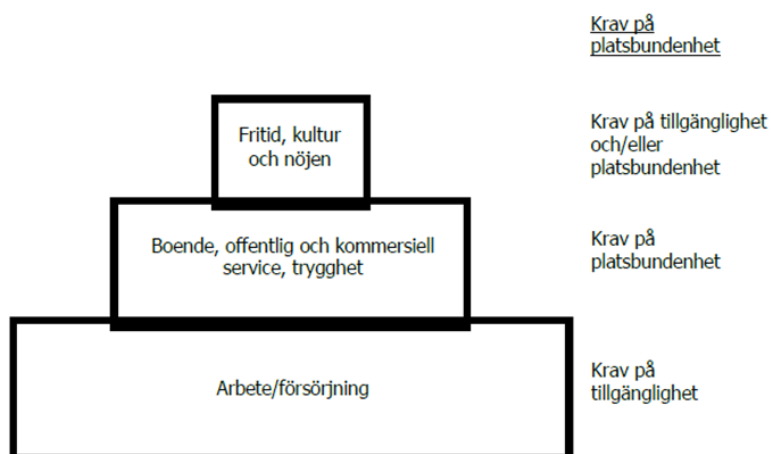 Krav på
platsbundenhet
Fritid, kultur
och nöjen
Krav på tillgänglighet
och/eller
platsbundenhet
Boende, offentlig och kommersiell
service, trygghet
Krav på
platsbundenhet
Arbete/försörjning
Krav på
tillgänglighet